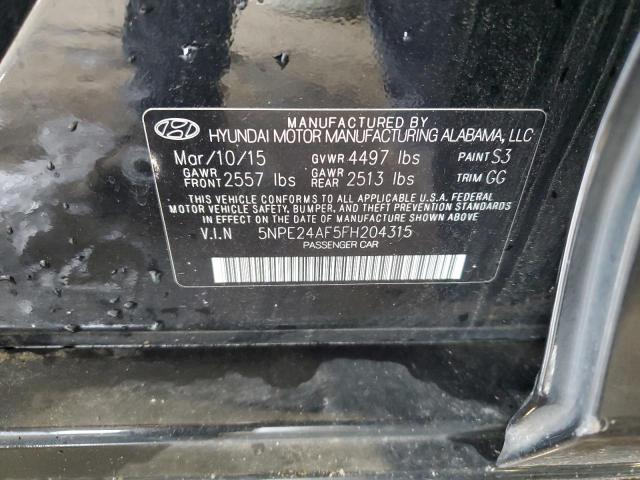 MANUFACTURED BY
HYUNDAI MOTOR MANUFACTURING ALABAMA, LLC
Mar/10/15 GVWR 4497 lbs PAINT S3
GAWR FRONT 2557 lbs GAWR REAR 2513 lbs TRIM GG
THIS VEHICLE CONFORMS TO ALL APPLICABLE U.S.A. FEDERAL
MOTOR VEHICLE SAFETY, BUMPER, AND THEFT PREVENTION STANDARDS
IN EFFECT ON THE DATE OF MANUFACTURE SHOWN ABOVE.
V.I.N 5NPE24AF5FH204315
PASSENGER CAR